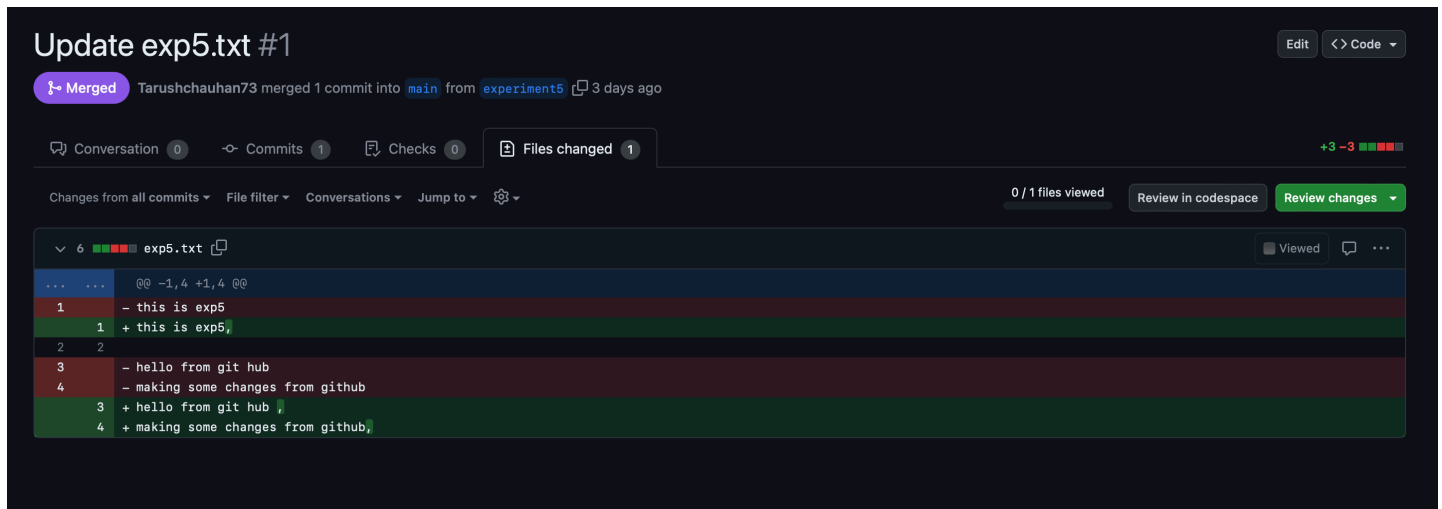 Update exp5.txt #1
Edit
<> Code
Merged Tarushchauhan73 merged 1 commit into main from experiment5 3 days ago
Conversation 0 Commits 1 Checks 0 Files changed 1
+3 −3
Changes from all commits File filter Conversations Jump to
0 / 1 files viewed
Review in codespace
Review changes
6 exp5.txt
Viewed ...
... ... @@ -1,4 +1,4 @@
1 - this is exp5
1 + this is exp5,
2 2
3 - hello from git hub
4 - making some changes from github
3 + hello from git hub ,
4 + making some changes from github,